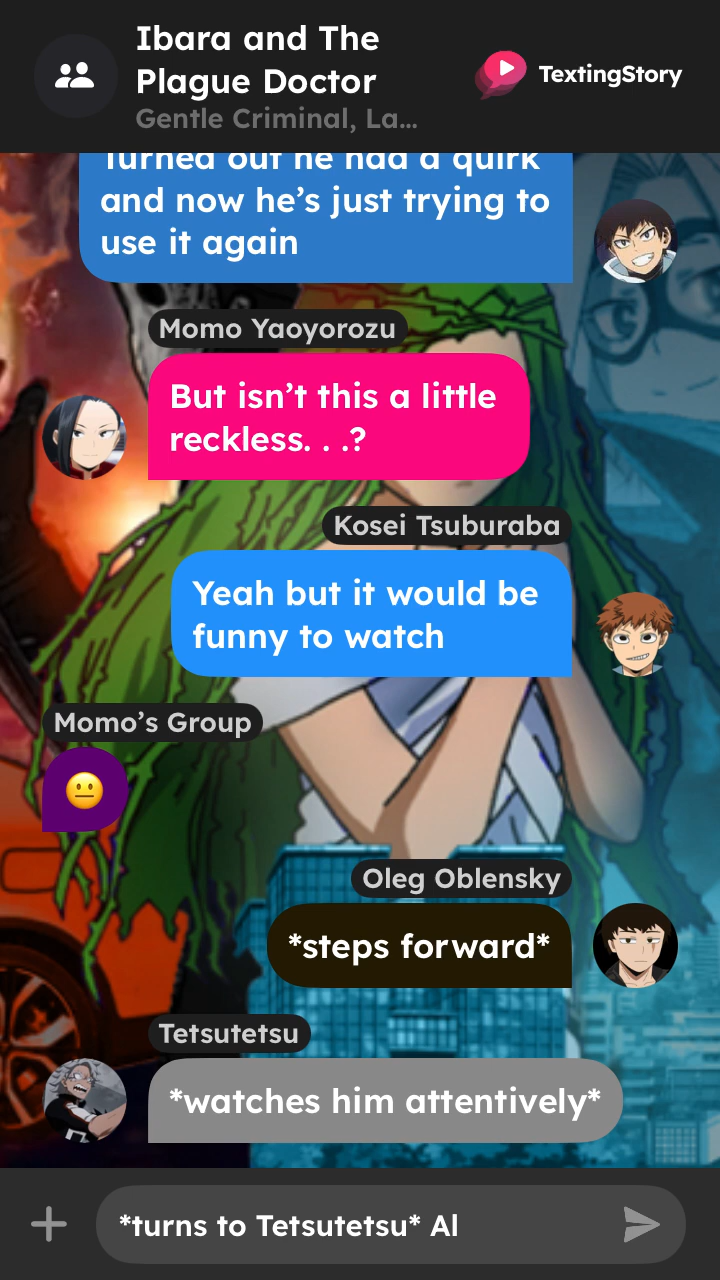 Ibara and The
Plague Doctor
Gentle Criminal, La...
TextingStory
Turned out he had a quirk
and now he's just trying to
use it again
Momo Yaoyorozu
But isn't this a little
reckless. . .?
Kosei Tsuburaba
Yeah but it would be
funny to watch
Momo's Group
😐
Oleg Oblensky
*steps forward*
Tetsutetsu
*watches him attentively*
*turns to Tetsutetsu* Al